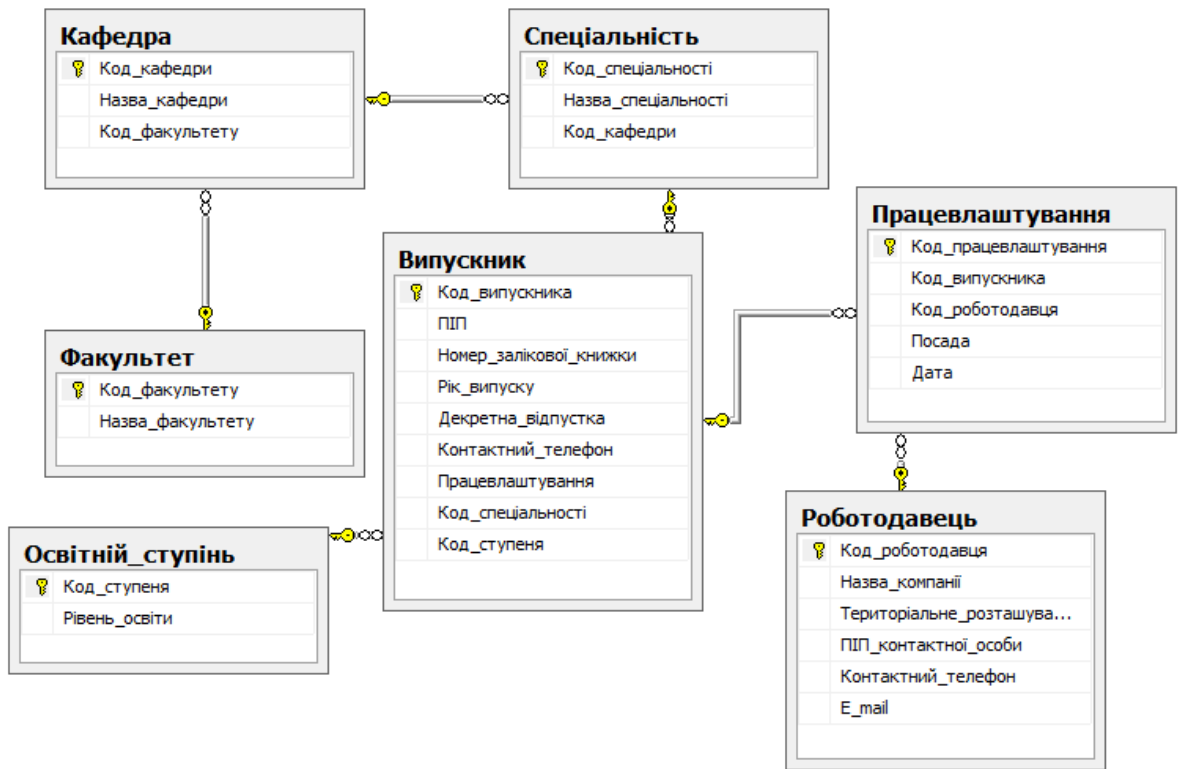 Кафедра
Код_кафедри
Назва_кафедри
Код_факультету
Спеціальність
Код_спеціальності
Назва_спеціальності
Код_кафедри
Працевлаштування
Код_працевлаштування
Код_випускника
Код_роботодавця
Посада
Дата
Випускник
Код_випускника
ПІП
Номер_залікової_книжки
Рік_випуску
Декретна_відпустка
Контактний_телефон
Працевлаштування
Код_спеціальності
Код_ступеня
Факультет
Код_факультету
Назва_факультету
Освітній_ступінь
Код_ступеня
Рівень_освіти
Роботодавець
Код_роботодавця
Назва_компанії
Територіальне_розташува...
ПІП_контактної_особи
Контактний_телефон
E_mail